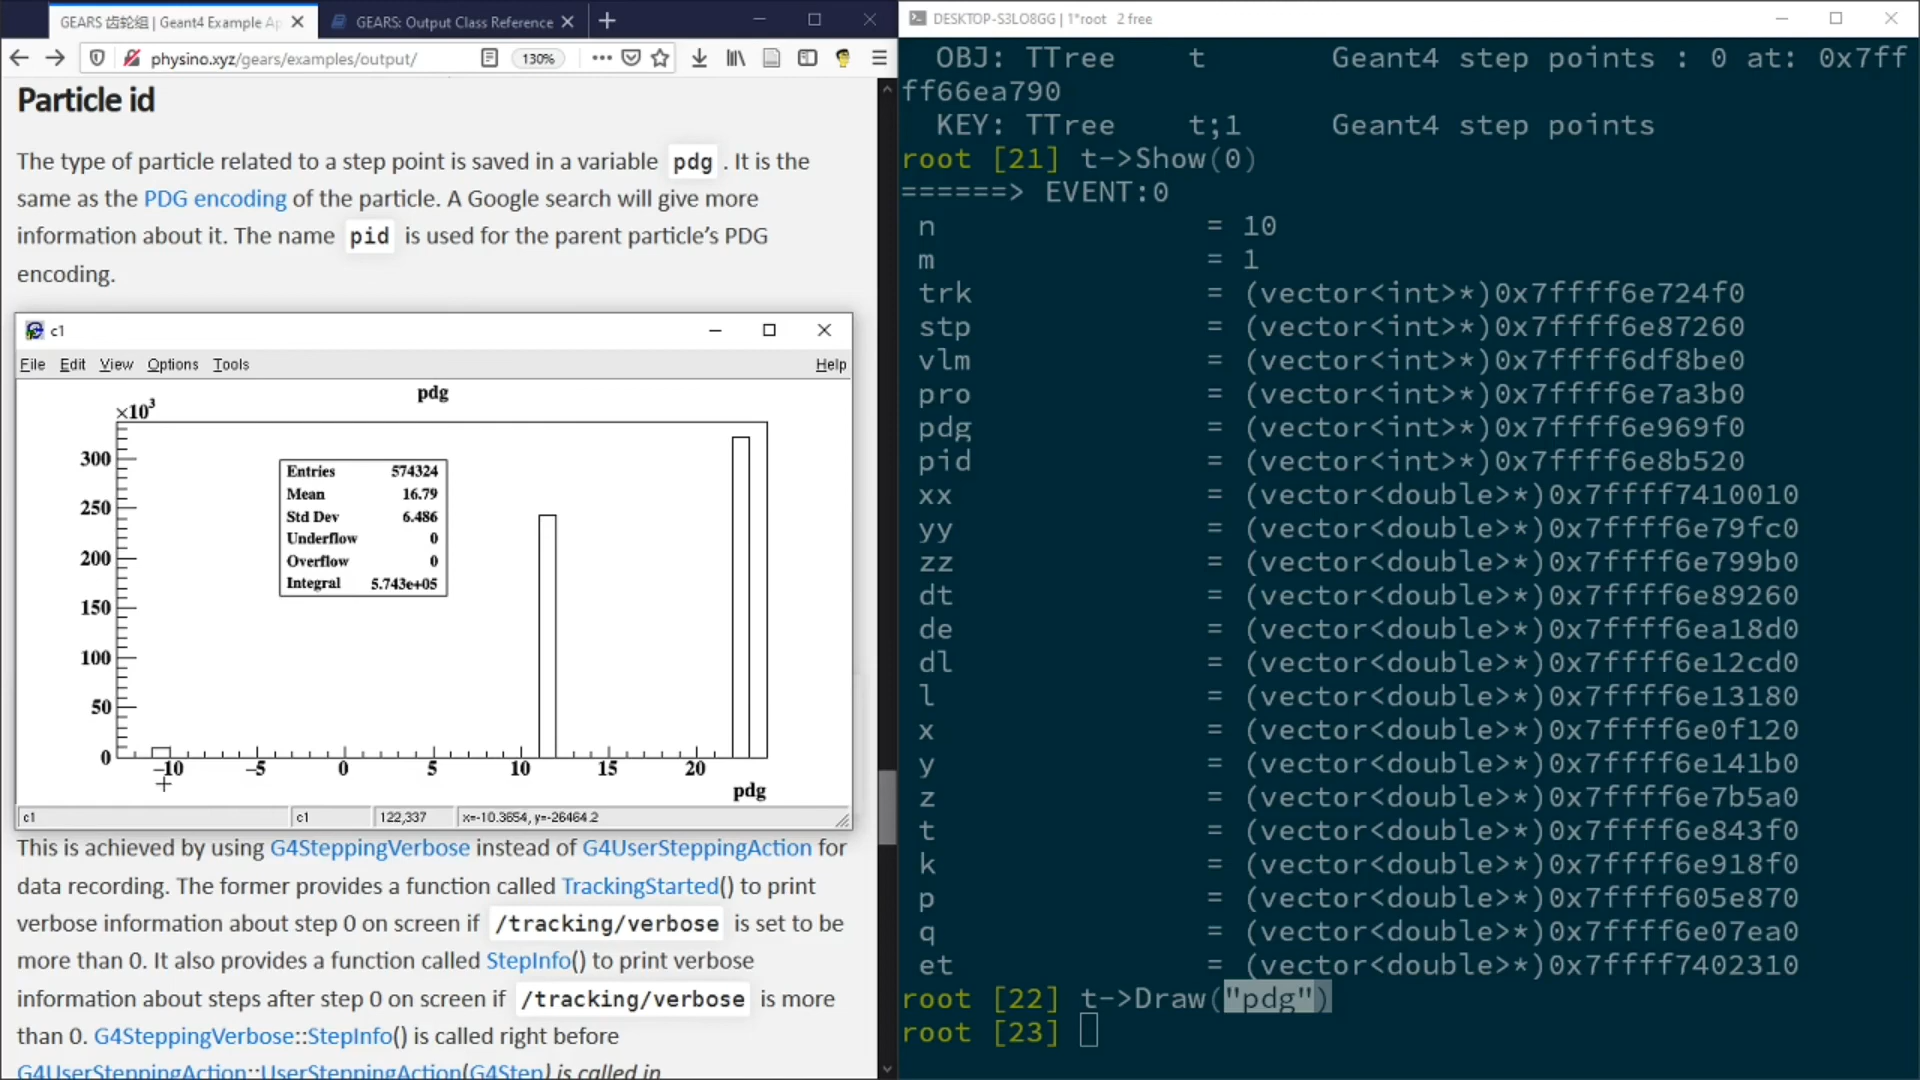 GEARS 齿轮组 | Geant4 Example Ap
GEARS: Output Class Reference
physino.xyz/gears/examples/output/
130%
Particle id
The type of particle related to a step point is saved in a variable pdg . It is the
same as the PDG encoding of the particle. A Google search will give more
information about it. The name pid is used for the parent particle’s PDG
encoding.
c1
File Edit View Options Tools Help
pdg
×10³
300
250
200
150
100
50
0
Entries 574324
Mean 16.79
Std Dev 6.486
Underflow 0
Overflow 0
Integral 5.743e+05
−10 −5 0 5 10 15 20
pdg
c1 c1 122,337 x=-10.3654, y=-26464.2
This is achieved by using G4SteppingVerbose instead of G4UserSteppingAction for
data recording. The former provides a function called TrackingStarted() to print
verbose information about step 0 on screen if /tracking/verbose is set to be
more than 0. It also provides a function called StepInfo() to print verbose
information about steps after step 0 on screen if /tracking/verbose is more
than 0. G4SteppingVerbose::StepInfo() is called right before
G4UserSteppingAction::UserSteppingAction(G4Step) is called in
DESKTOP-S3LO8GG | 1*root 2 free
OBJ: TTree t Geant4 step points : 0 at: 0x7ff
ff66ea790
KEY: TTree t;1 Geant4 step points
root [21] t->Show(0)
======> EVENT:0
n = 10
m = 1
trk = (vector<int>*)0x7ffff6e724f0
stp = (vector<int>*)0x7ffff6e87260
vlm = (vector<int>*)0x7ffff6df8be0
pro = (vector<int>*)0x7ffff6e7a3b0
pdg = (vector<int>*)0x7ffff6e969f0
pid = (vector<int>*)0x7ffff6e8b520
xx = (vector<double>*)0x7ffff7410010
yy = (vector<double>*)0x7ffff6e79fc0
zz = (vector<double>*)0x7ffff6e799b0
dt = (vector<double>*)0x7ffff6e89260
de = (vector<double>*)0x7ffff6ea18d0
dl = (vector<double>*)0x7ffff6e12cd0
l = (vector<double>*)0x7ffff6e13180
x = (vector<double>*)0x7ffff6e0f120
y = (vector<double>*)0x7ffff6e141b0
z = (vector<double>*)0x7ffff6e7b5a0
t = (vector<double>*)0x7ffff6e843f0
k = (vector<double>*)0x7ffff6e918f0
p = (vector<double>*)0x7ffff605e870
q = (vector<double>*)0x7ffff6e07ea0
et = (vector<double>*)0x7ffff7402310
root [22] t->Draw("pdg")
root [23]